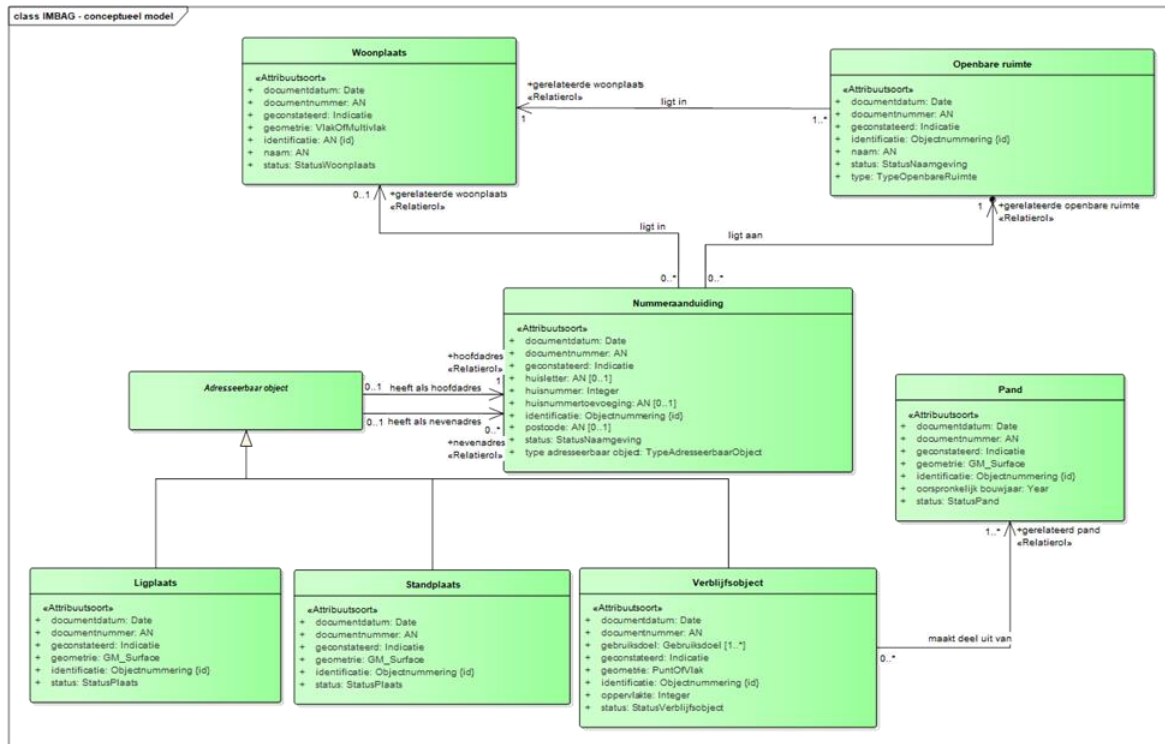 class IMBAG - conceptueel model
Woonplaats
«Attribuutsoort»
+ documentdatum: Date
+ documentnummer: AN
+ geconstateerd: Indicatie
+ geometrie: VlakOfMultivlak
+ identificatie: AN {id}
+ naam: AN
+ status: StatusWoonplaats
+gerelateerde woonplaats
«Relatierol»
1
ligt in
1..*
Openbare ruimte
«Attribuutsoort»
+ documentdatum: Date
+ documentnummer: AN
+ geconstateerd: Indicatie
+ identificatie: Objectnummering {id}
+ naam: AN
+ status: StatusNaamgeving
+ type: TypeOpenbareRuimte
0..1
+gerelateerde woonplaats
«Relatierol»
ligt in
0..*
1
+gerelateerde openbare ruimte
«Relatierol»
ligt aan
0..*
Nummeraanduiding
«Attribuutsoort»
+ documentdatum: Date
+ documentnummer: AN
+ geconstateerd: Indicatie
+ huisletter: AN [0..1]
+ huisnummer: Integer
+ huisnummertoevoeging: AN [0..1]
+ identificatie: Objectnummering {id}
+ postcode: AN [0..1]
+ status: StatusNaamgeving
+ type adresseerbaar object: TypeAdresseerbaarObject
Adresseerbaar object
+hoofdadres
«Relatierol»
1
0..1
heeft als hoofdadres
0..1
heeft als nevenadres
0..*
+nevenadres
«Relatierol»
Pand
«Attribuutsoort»
+ documentdatum: Date
+ documentnummer: AN
+ geconstateerd: Indicatie
+ geometrie: GM_Surface
+ identificatie: Objectnummering {id}
+ oorspronkelijk bouwjaar: Year
+ status: StatusPand
1..*
+gerelateerd pand
«Relatierol»
maakt deel uit van
0..*
Ligplaats
«Attribuutsoort»
+ documentdatum: Date
+ documentnummer: AN
+ geconstateerd: Indicatie
+ geometrie: GM_Surface
+ identificatie: Objectnummering {id}
+ status: StatusPlaats
Standplaats
«Attribuutsoort»
+ documentdatum: Date
+ documentnummer: AN
+ geconstateerd: Indicatie
+ geometrie: GM_Surface
+ identificatie: Objectnummering {id}
+ status: StatusPlaats
Verblijfsobject
«Attribuutsoort»
+ documentdatum: Date
+ documentnummer: AN
+ gebruiksdoel: Gebruiksdoel [1..*]
+ geconstateerd: Indicatie
+ geometrie: PuntOfVlak
+ identificatie: Objectnummering {id}
+ oppervlakte: Integer
+ status: StatusVerblijfsobject